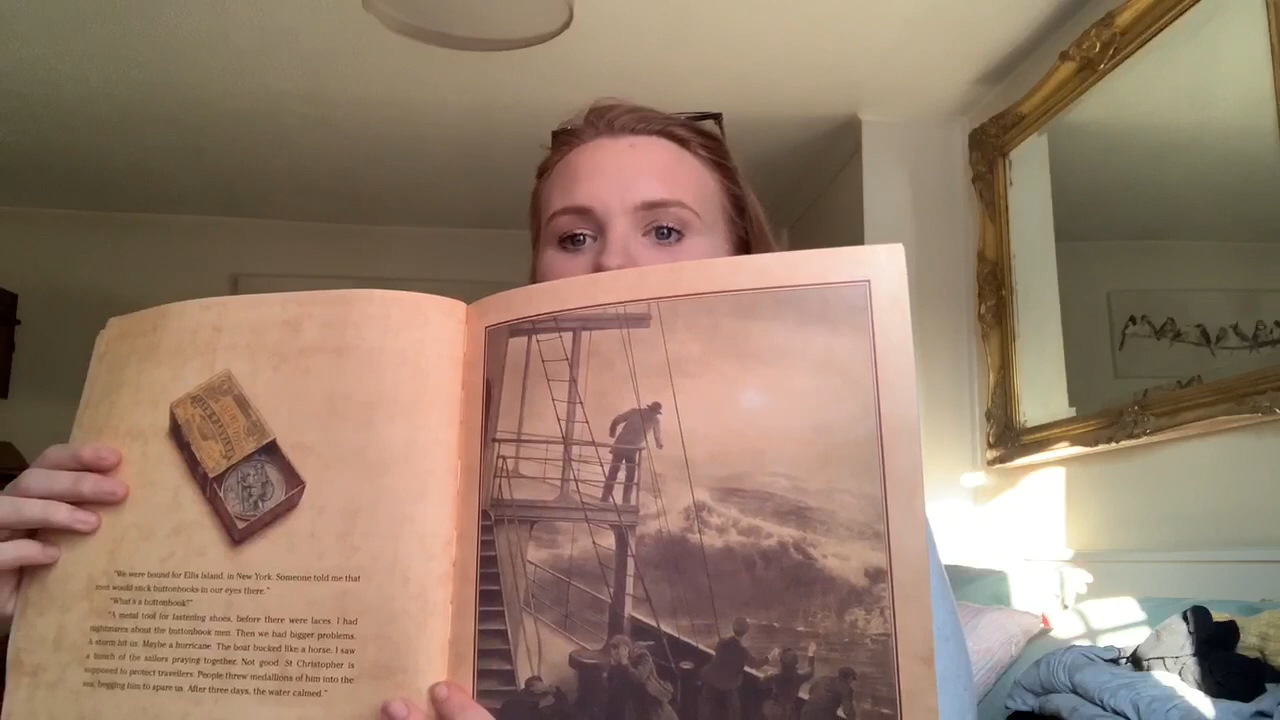 "We were bound for Ellis Island, in New York. Someone told me that
men would stick buttonhooks in our eyes there."
"What's a buttonhook?"
"A metal tool for fastening shoes, before there were laces. I had
nightmares about the buttonhook men. Then we had bigger problems.
A storm hit us. Maybe a hurricane. The boat bucked like a horse. I saw
a bunch of the sailors praying together. Not good. St Christopher is
supposed to protect travellers. People threw medallions of him into the
sea, begging him to spare us. After three days, the water calmed."